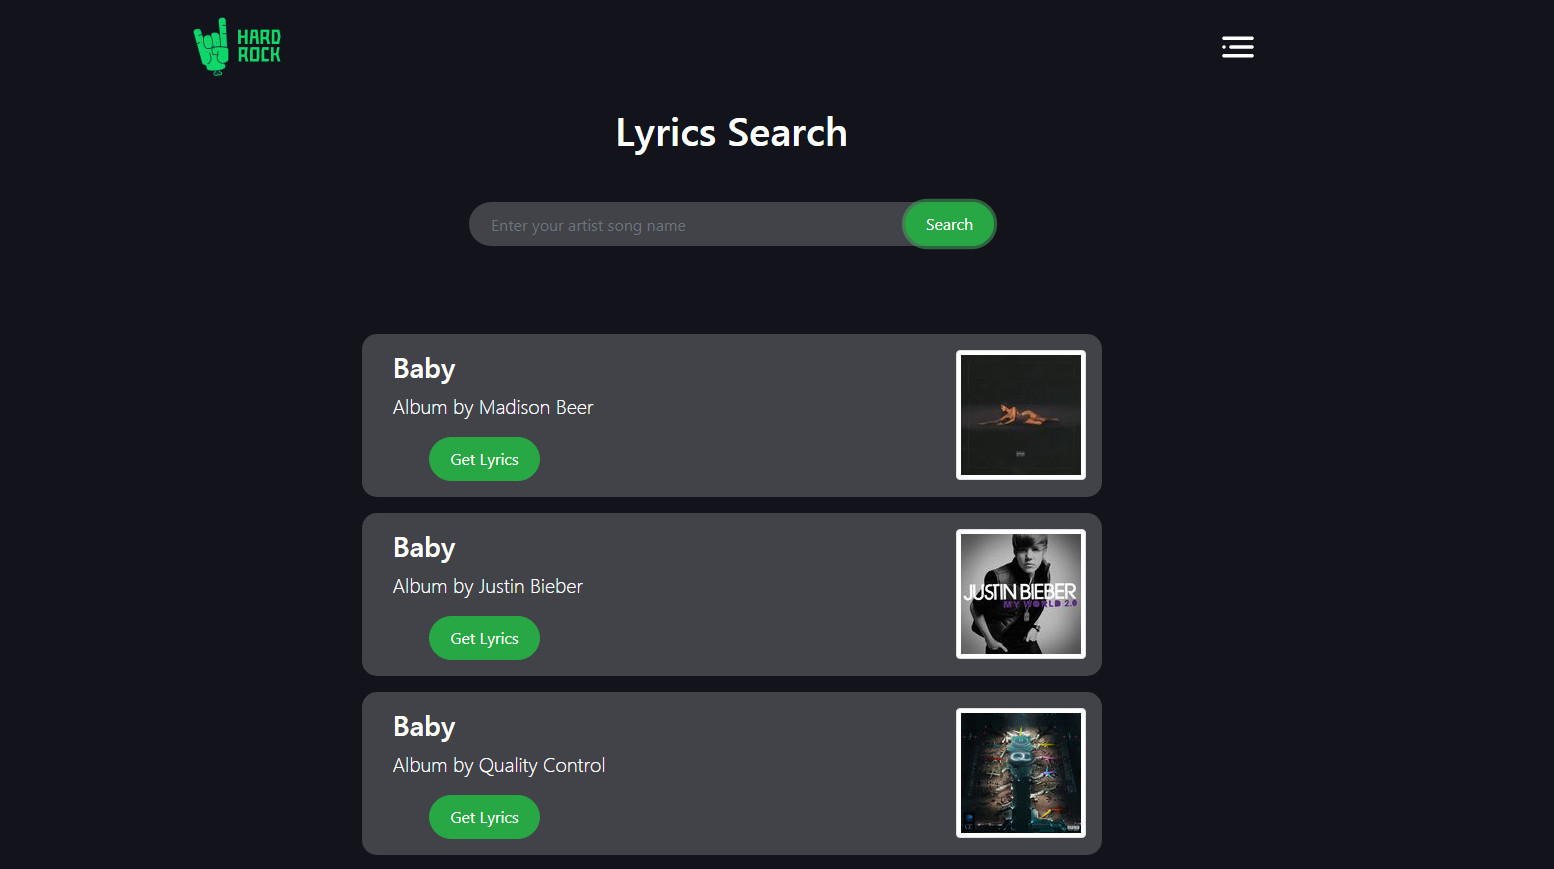 HARD
ROCK
Lyrics Search
Enter your artist song name
Search
Baby
Album by Madison Beer
Get Lyrics
Baby
Album by Justin Bieber
Get Lyrics
JUSTIN BIEBER
MY WORLD 2.0
Baby
Album by Quality Control
Get Lyrics